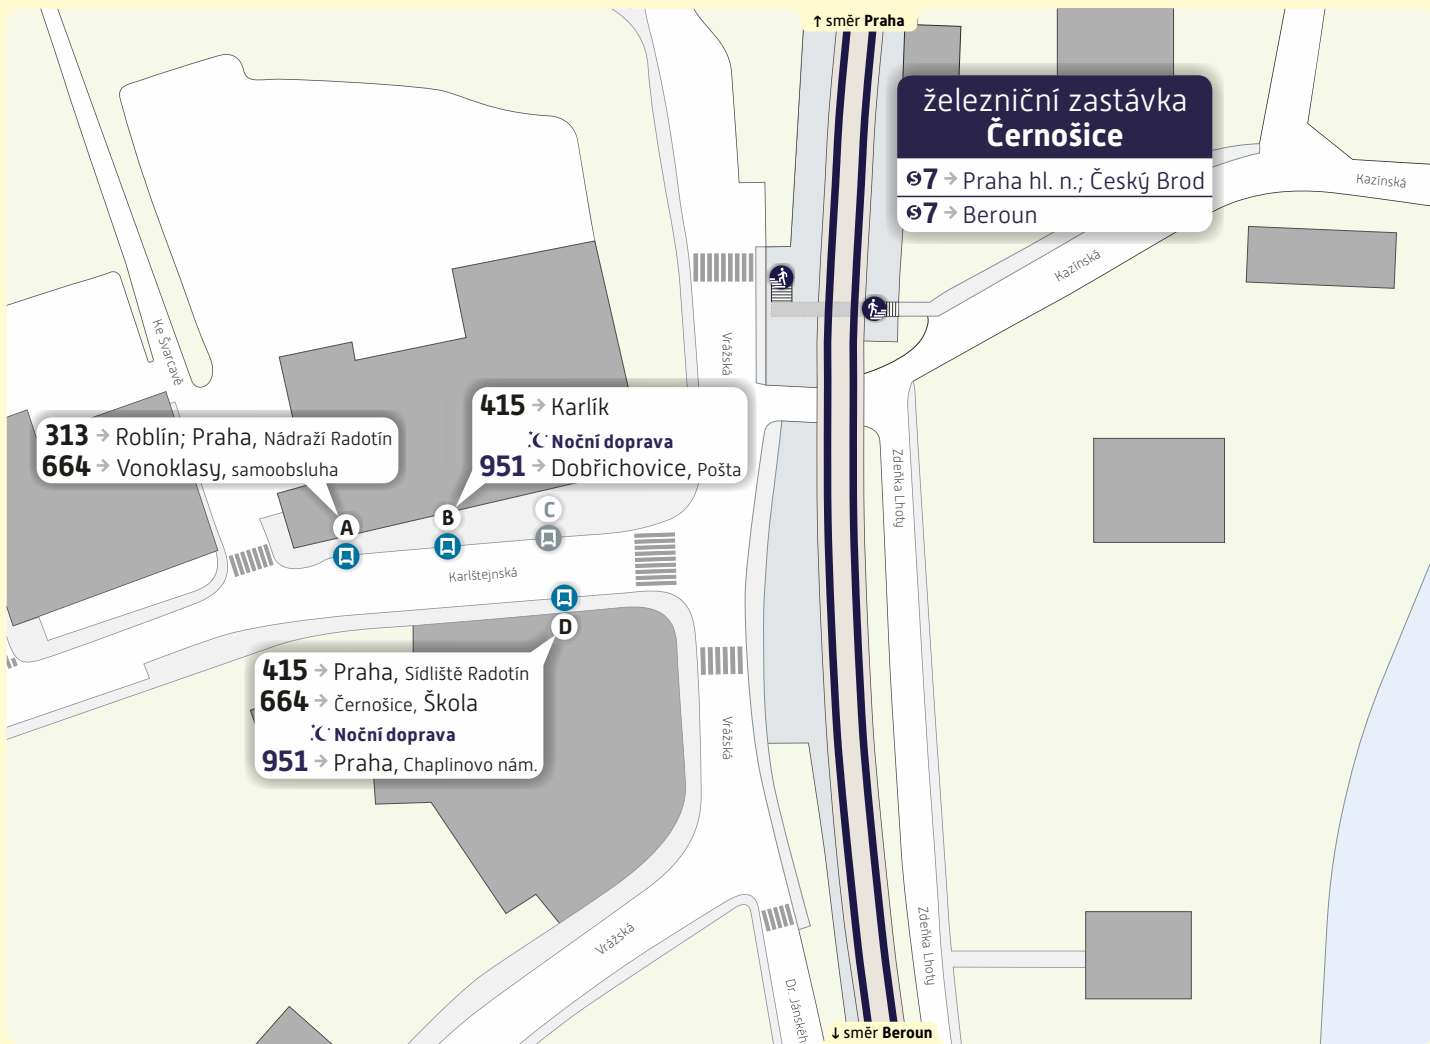 ↑ směr Praha
železniční zastávka
Černošice
S7 → Praha hl. n.; Český Brod
S7 → Beroun
Kazínská
Kazínská
Ke Švarcavě
Vrážská
415 → Karlík
Noční doprava
951 → Dobřichovice, Pošta
313 → Roblín; Praha, Nádraží Radotín
664 → Vonoklasy, samoobsluha
A
B
C
Karlštejnská
D
Zdeňka Lhoty
415 → Praha, Sídliště Radotín
664 → Černošice, Škola
Noční doprava
951 → Praha, Chaplinovo nám.
Vrážská
Vrážská
Zdeňka Lhoty
Dr. Jánského
↓ směr Beroun